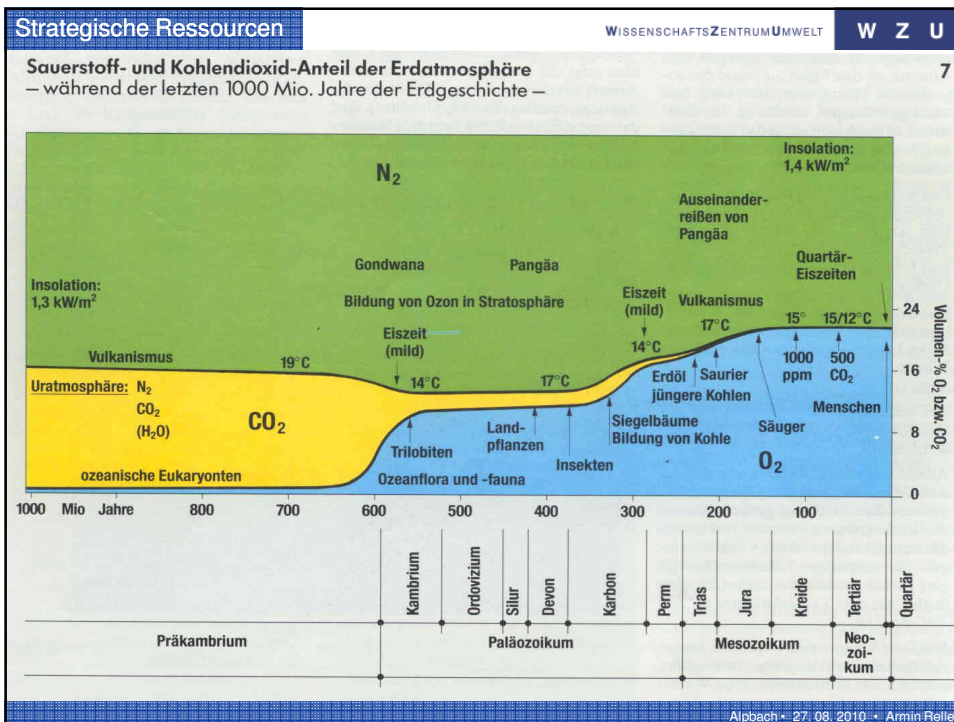 Strategische Ressourcen
WISSENSCHAFTSZENTRUMUMWELT
W Z U
Sauerstoff- und Kohlendioxid-Anteil der Erdatmosphäre
7
– während der letzten 1000 Mio. Jahre der Erdgeschichte –
N₂
Insolation:
1,4 kW/m²
Auseinander-
reißen von
Pangäa
Gondwana
Pangäa
Quartär-
Eiszeiten
Insolation:
1,3 kW/m²
Bildung von Ozon in Stratosphäre
Eiszeit
(mild)
Vulkanismus
Eiszeit
(mild)
Vulkanismus
19°C
14°C
17°C
14°C
17°C
15°
15/12°C
1000
ppm
500
CO₂
Uratmosphäre: N₂
CO₂
(H₂O)
CO₂
Erdöl
jüngere Kohlen
Saurier
Säuger
Menschen
Trilobiten
Land-
pflanzen
Insekten
Siegelbäume
Bildung von Kohle
O₂
ozeanische Eukaryonten
Ozeanflora und -fauna
24
16
8
0
Volumen-% O₂ bzw. CO₂
1000 Mio Jahre 800 700 600 500 400 300 200 100
Kambrium
Ordovizium
Silur
Devon
Karbon
Perm
Trias
Jura
Kreide
Tertiär
Quartär
Präkambrium
Paläozoikum
Mesozoikum
Neo-
zoi-
kum
Alpbach • 27. 08. 2010 • Armin Relle